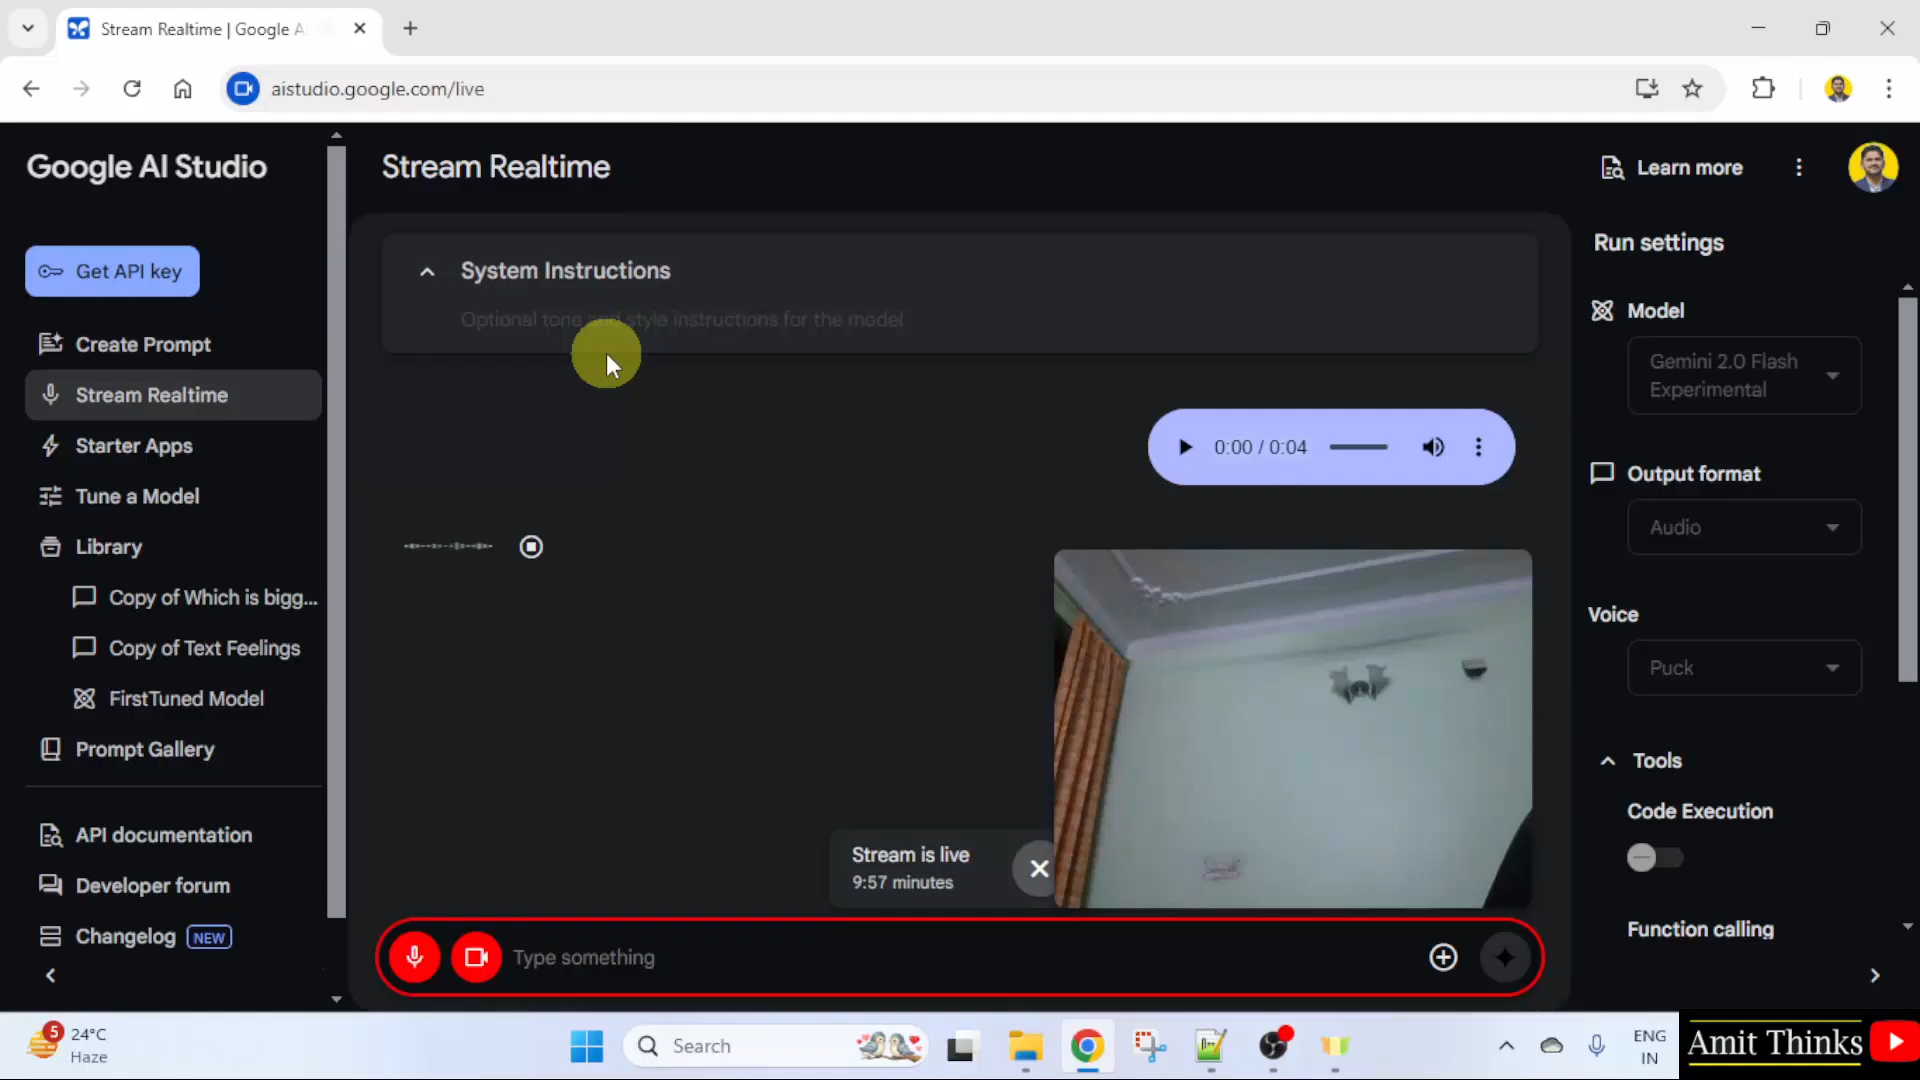 Stream Realtime | Google A
aistudio.google.com/live
Google AI Studio
Get API key
Create Prompt
Stream Realtime
Starter Apps
Tune a Model
Library
Copy of Which is bigg...
Copy of Text Feelings
FirstTuned Model
Prompt Gallery
API documentation
Developer forum
Changelog NEW
Stream Realtime
Learn more
System Instructions
Optional tone and style instructions for the model
0:00 / 0:04
Stream is live
9:57 minutes
Type something
Run settings
Model
Gemini 2.0 Flash
Experimental
Output format
Audio
Voice
Puck
Tools
Code Execution
Function calling
5
24°C
Haze
Search
ENG
IN
Amit Thinks